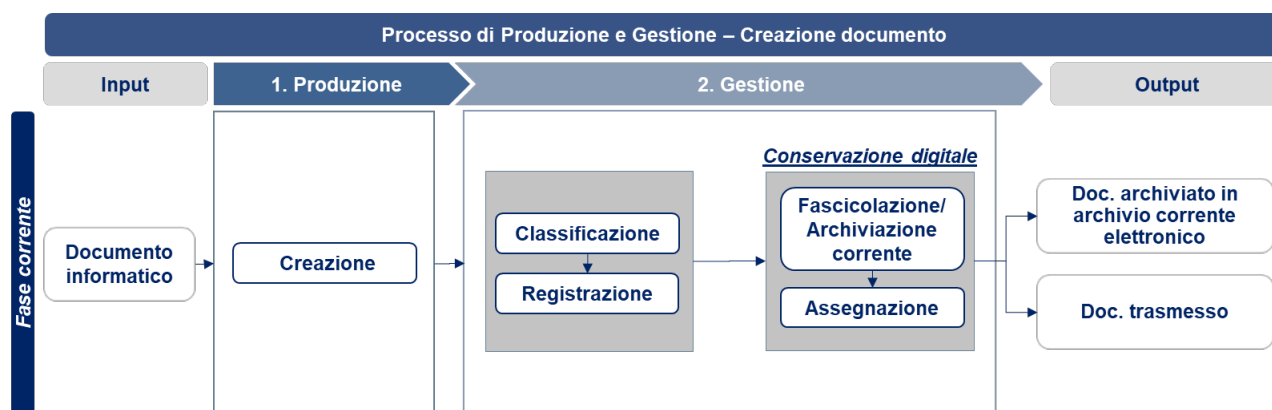 Processo di Produzione e Gestione – Creazione documento
Input
1. Produzione
2. Gestione
Output
Fase corrente
Documento
informatico
Creazione
Classificazione
Registrazione
Conservazione digitale
Fascicolazione/
Archiviazione
corrente
Assegnazione
Doc. archiviato in
archivio corrente
elettronico
Doc. trasmesso